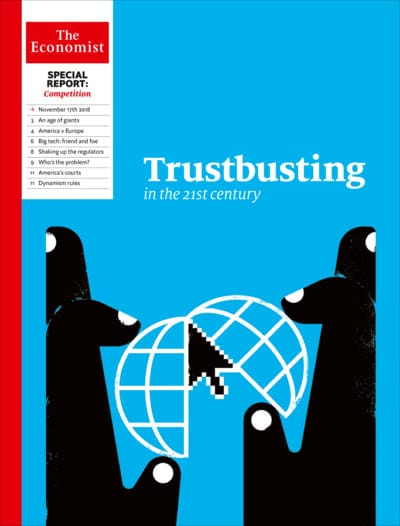 The
Economist
SPECIAL
REPORT:
Competition
→ November 17th 2018
3 An age of giants
4 America v Europe
6 Big tech: friend and foe
8 Shaking up the regulators
9 Who's the problem?
11 America's courts
11 Dynamism rules
Trustbusting
in the 21st century